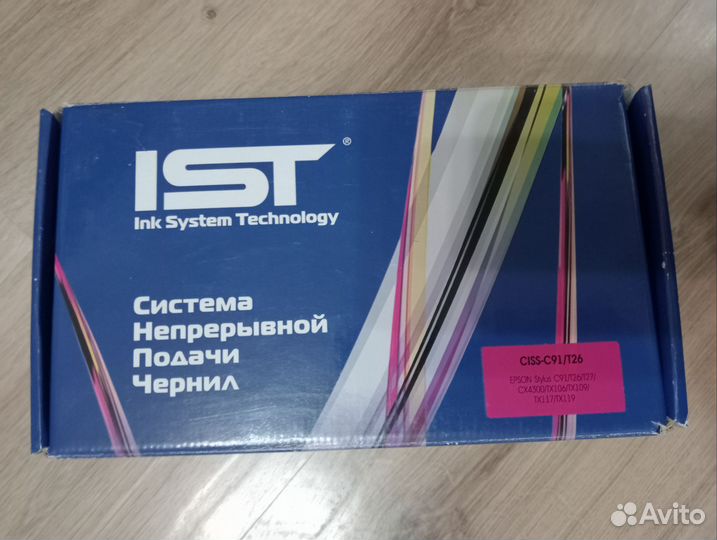 IST®
Ink System Technology
Система
Непрерывной
Подачи
Чернил
CISS-C91/T26
EPSON Stylus C91/T26/T27/
CX4300/TX106/TX109/
TX117/TX119
Avito